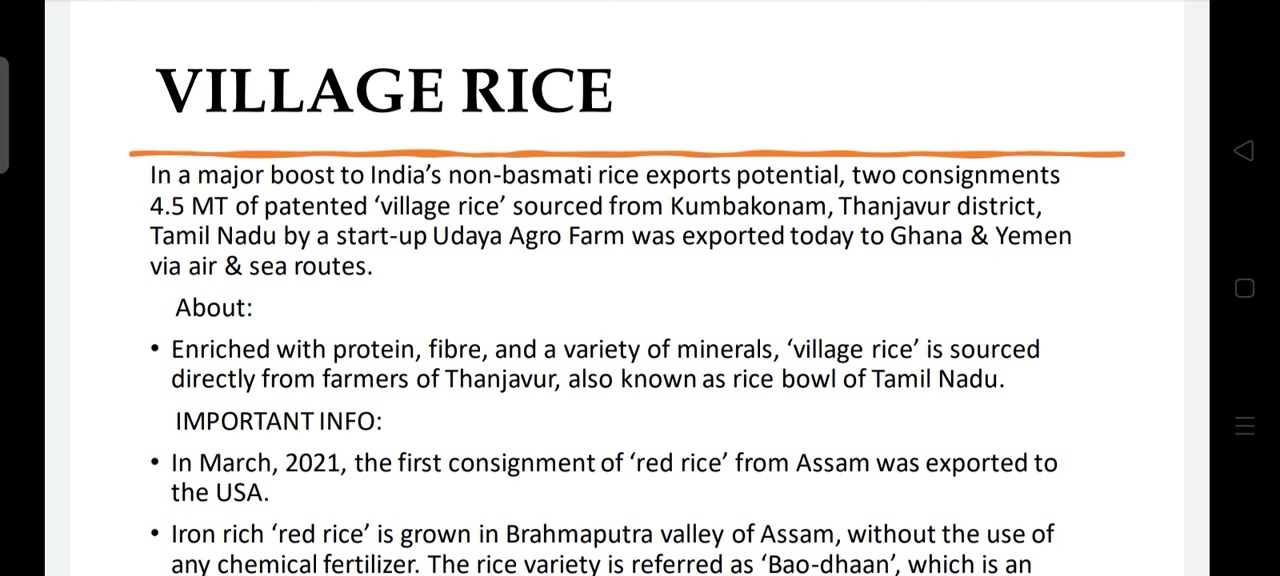 VILLAGE RICE
In a major boost to India’s non-basmati rice exports potential, two consignments
4.5 MT of patented ‘village rice’ sourced from Kumbakonam, Thanjavur district,
Tamil Nadu by a start-up Udaya Agro Farm was exported today to Ghana & Yemen
via air & sea routes.
About:
• Enriched with protein, fibre, and a variety of minerals, ‘village rice’ is sourced
directly from farmers of Thanjavur, also known as rice bowl of Tamil Nadu.
IMPORTANT INFO:
• In March, 2021, the first consignment of ‘red rice’ from Assam was exported to
the USA.
• Iron rich ‘red rice’ is grown in Brahmaputra valley of Assam, without the use of
any chemical fertilizer. The rice variety is referred as ‘Bao-dhaan’, which is an